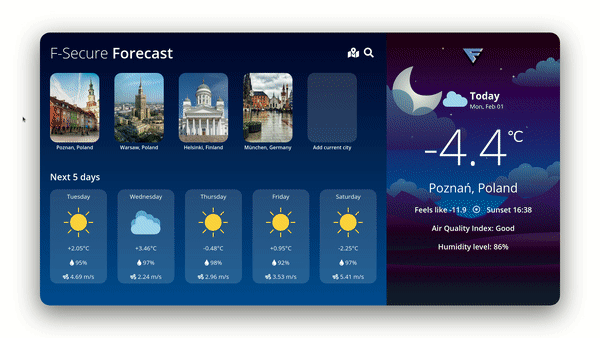 F-Secure Forecast
Poznań, Poland
Warsaw, Poland
Helsinki, Finland
München, Germany
Add current city
Next 5 days
Tuesday
+2.05°C
95%
4.69 m/s
Wednesday
+3.46°C
97%
2.24 m/s
Thursday
-0.48°C
98%
2.96 m/s
Friday
+0.95°C
92%
3.53 m/s
Saturday
-2.25°C
97%
5.41 m/s
Today
Mon, Feb 01
-4.4°C
Poznań, Poland
Feels like -11.9 Sunset 16:38
Air Quality Index: Good
Humidity level: 86%